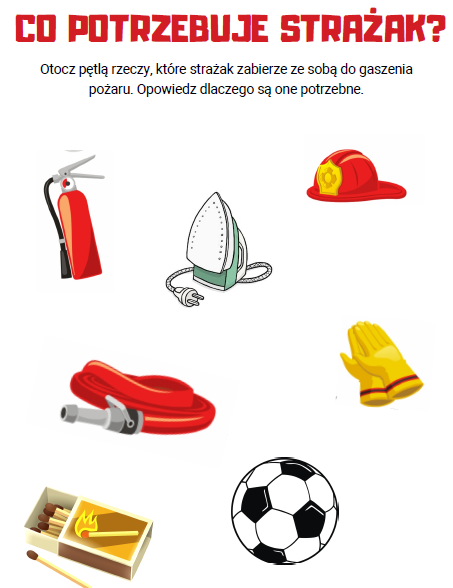 CO POTRZEBUJE STRAŻAK?
Otocz pętlą rzeczy, które strażak zabierze ze sobą do gaszenia
pożaru. Opowiedz dlaczego są one potrzebne.